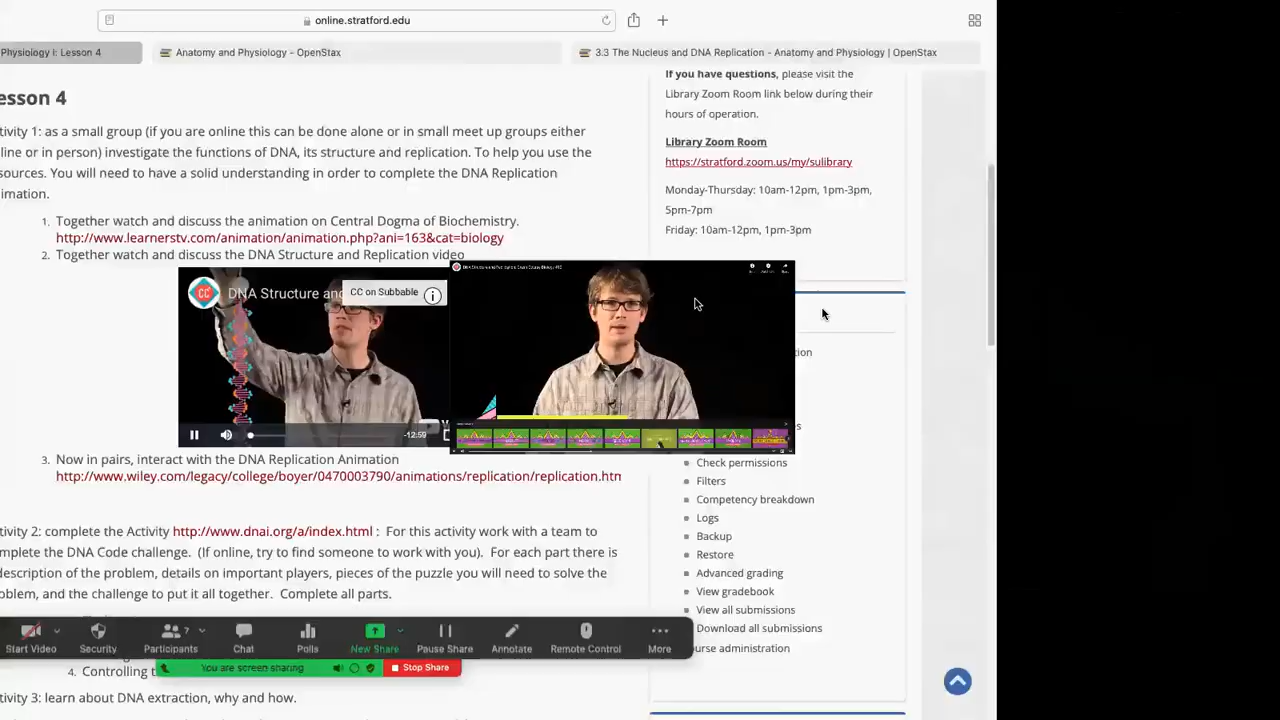 online.stratford.edu
Physiology i: Lesson 4
Anatomy and Physiology - OpenStax
3.3 The Nucleus and DNA Replication - Anatomy and Physiology | OpenStax
esson 4
tivity 1: as a small group (if you are online this can be done alone or in small meet up groups either
line or in person) investigate the functions of DNA, its structure and replication. To help you use the
sources. You will need to have a solid understanding in order to complete the DNA Replication
imation.
1. Together watch and discuss the animation on Central Dogma of Biochemistry.
http://www.learnerstv.com/animation/animation.php?ani=163&cat=biology
2. Together watch and discuss the DNA Structure and Replication video
CC
DNA Structure and
CC on Subbable
-12:59
3. Now in pairs, interact with the DNA Replication Animation
http://www.wiley.com/legacy/college/boyer/0470003790/animations/replication/replication.htn
tivity 2: complete the Activity http://www.dnai.org/a/index.html : For this activity work with a team to
mplete the DNA Code challenge. (If online, try to find someone to work with you). For each part there is
description of the problem, details on important players, pieces of the puzzle you will need to solve the
oblem, and the challenge to put it all together. Complete all parts.
4. Controlling t
tivity 3: learn about DNA extraction, why and how.
If you have questions, please visit the
Library Zoom Room link below during their
hours of operation.
Library Zoom Room
https://stratford.zoom.us/my/sulibrary
Monday-Thursday: 10am-12pm, 1pm-3pm,
5pm-7pm
Friday: 10am-12pm, 1pm-3pm
tion
s
Check permissions
Filters
Competency breakdown
Logs
Backup
Restore
Advanced grading
View gradebook
View all submissions
Download all submissions
urse administration
Start Video
Security
Participants
7
Chat
Polls
New Share
Pause Share
Annotate
Remote Control
More
You are screen sharing
Stop Share